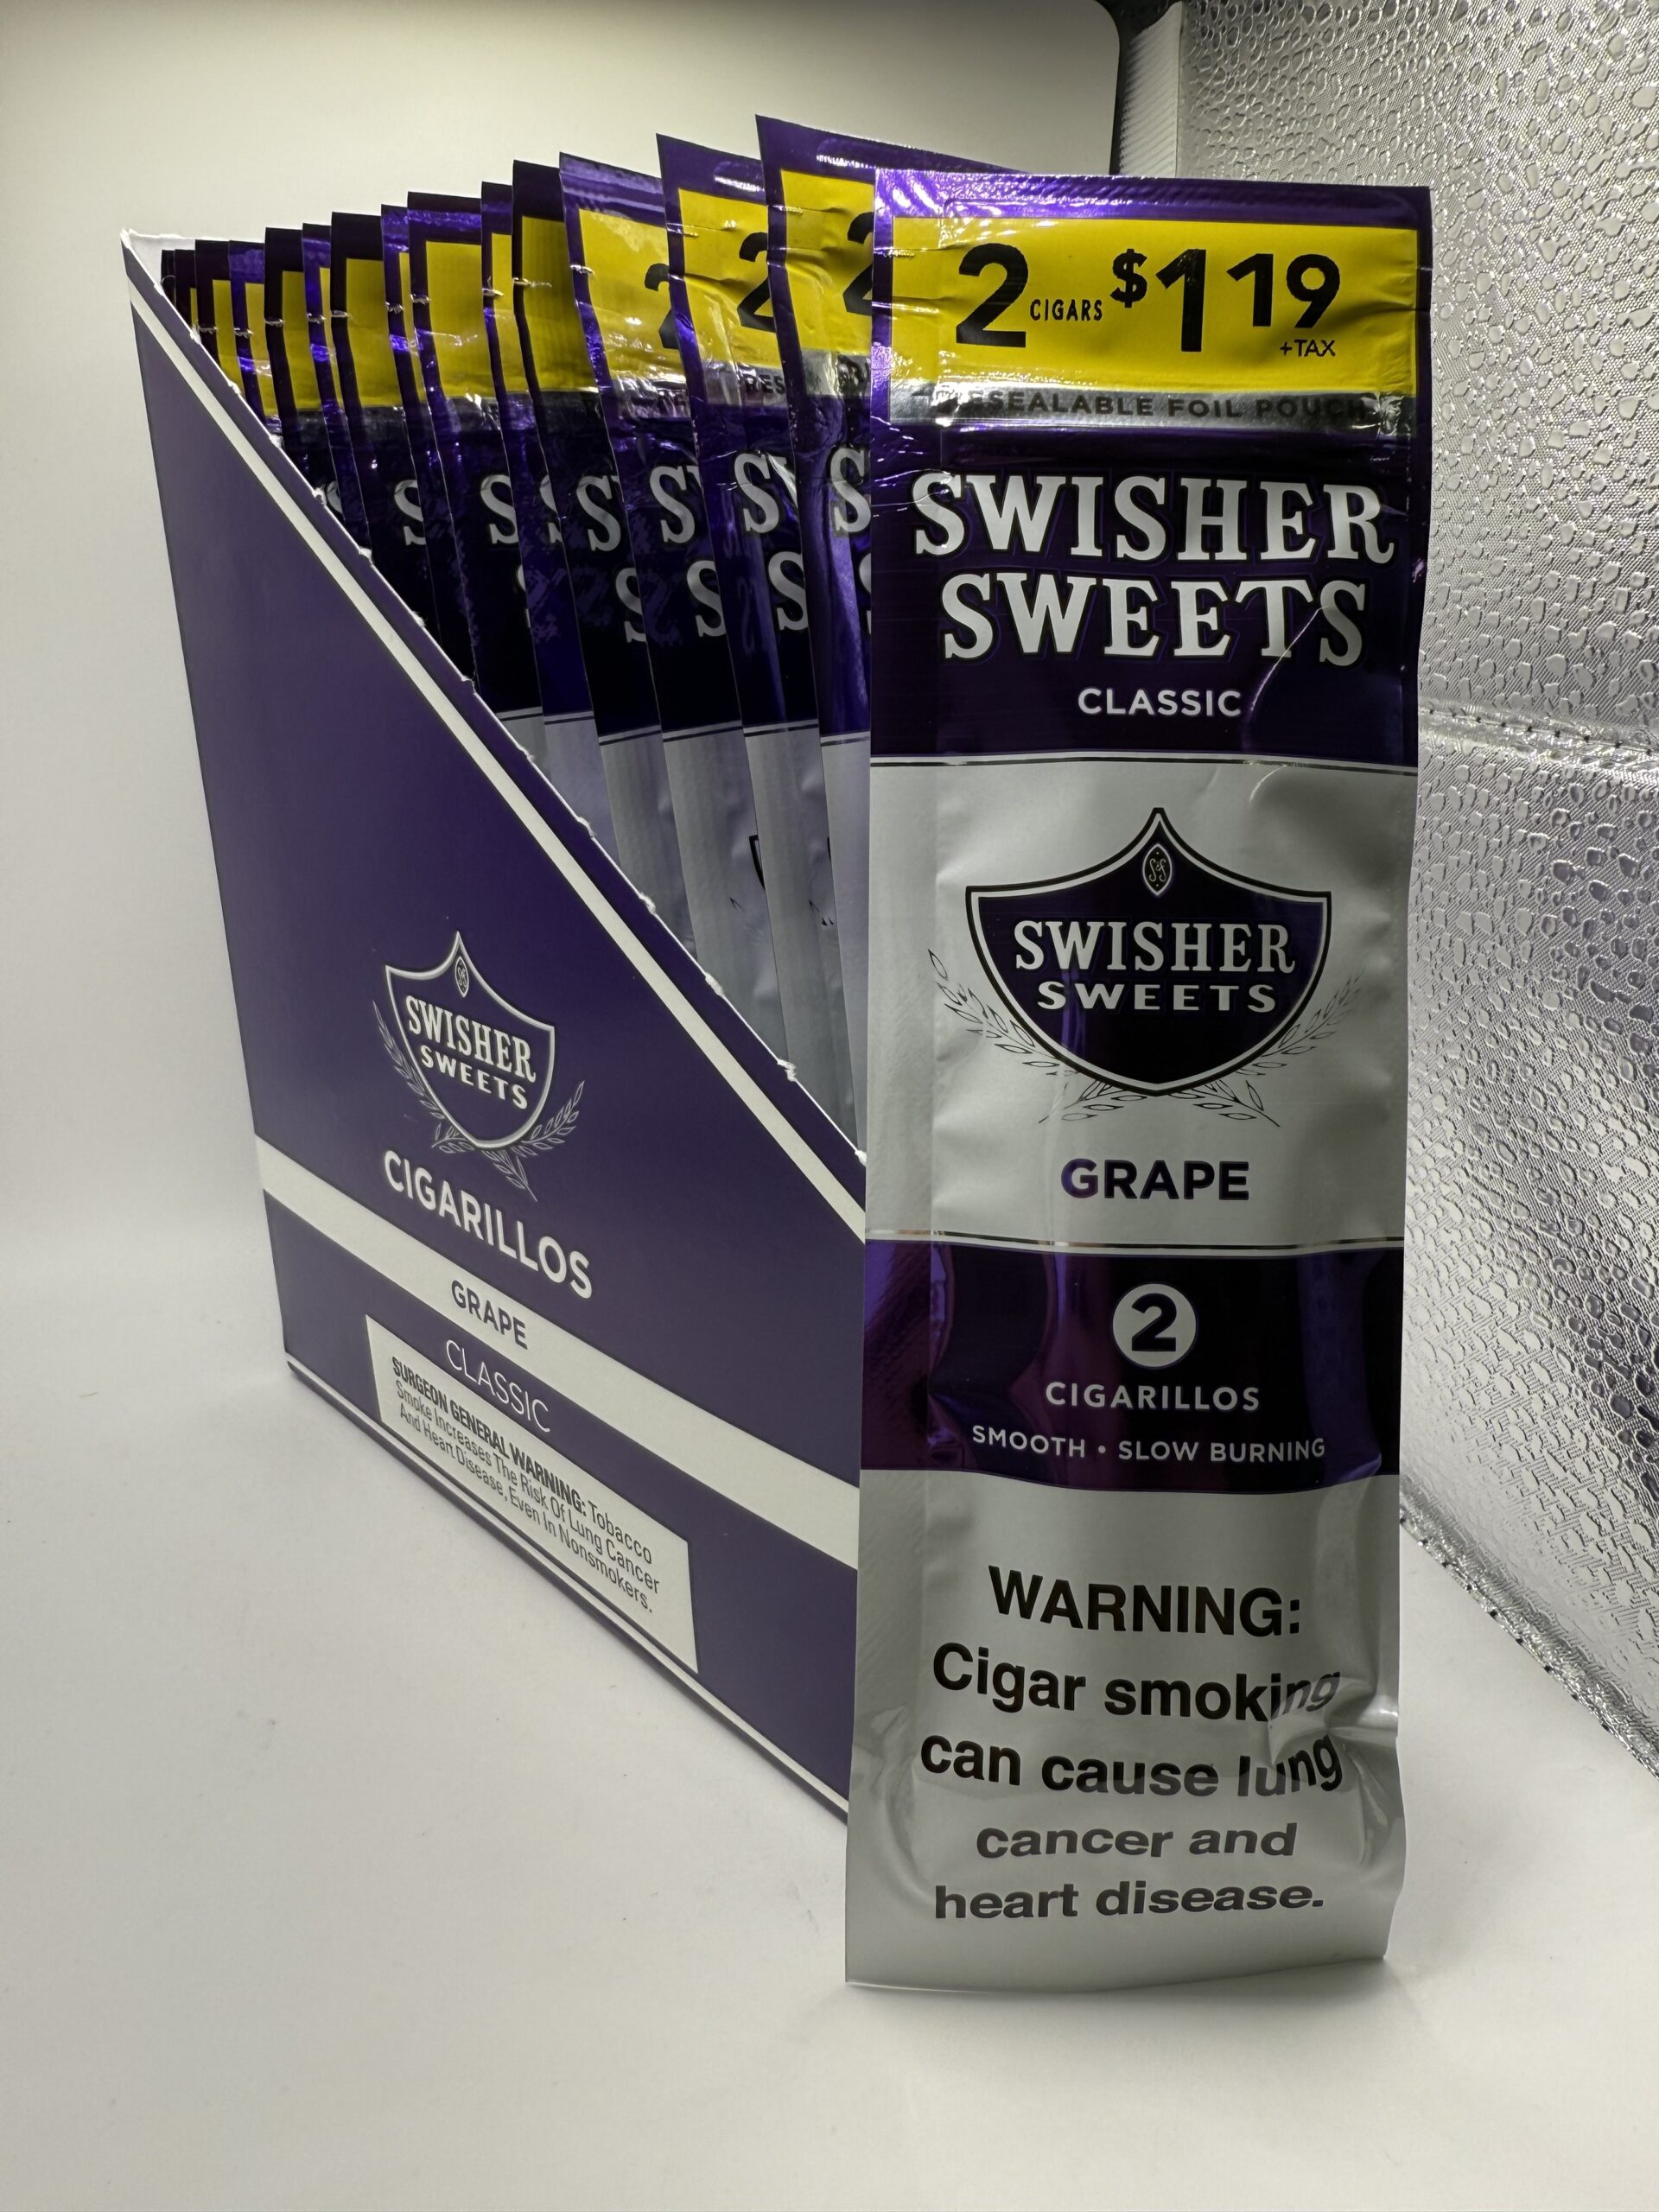 2 CIGARS $1 19 +TAX
RESEALABLE FOIL POUCH
SWISHER
SWEETS
CLASSIC
SWISHER
SWEETS
GRAPE
2
CIGARILLOS
SMOOTH • SLOW BURNING
WARNING:
Cigar smoking
can cause lung
cancer and
heart disease.
SWISHER
SWEETS
CIGARILLOS
GRAPE
CLASSIC
SURGEON GENERAL WARNING: Tobacco
Smoke Increases The Risk Of Lung Cancer
And Heart Disease, Even In Nonsmokers.